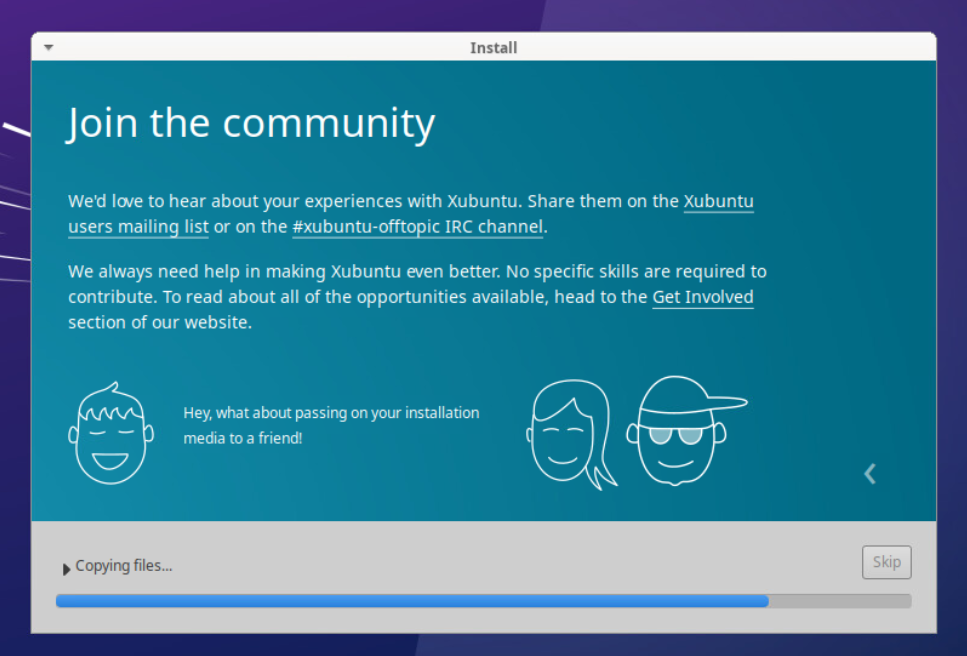 Install
Join the community
We'd love to hear about your experiences with Xubuntu. Share them on the Xubuntu
users mailing list or on the #xubuntu-offtopic IRC channel.
We always need help in making Xubuntu even better. No specific skills are required to
contribute. To read about all of the opportunities available, head to the Get Involved
section of our website.
Hey, what about passing on your installation
media to a friend!
Copying files...
Skip